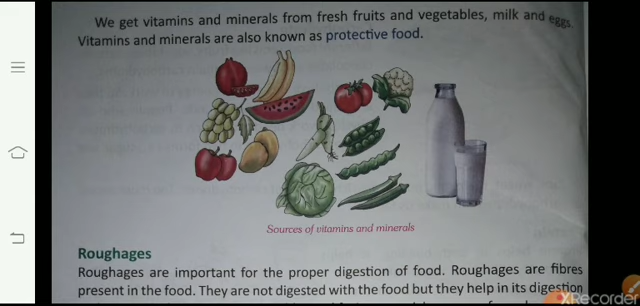 We get vitamins and minerals from fresh fruits and vegetables, milk and eggs.
Vitamins and minerals are also known as protective food.
Sources of vitamins and minerals
Roughages
Roughages are important for the proper digestion of food. Roughages are fibres
present in the food. They are not digested with the food but they help in its digestion
XRecorder